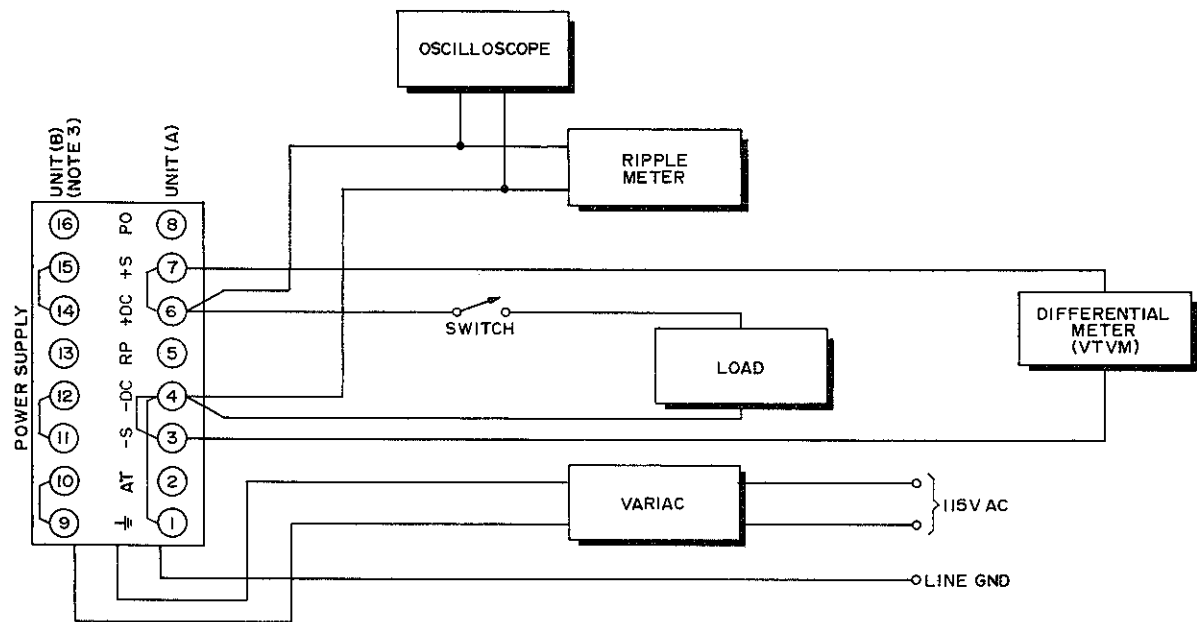 OSCILLOSCOPE
RIPPLE
METER
UNIT (B)
(NOTE 3)
UNIT (A)
POWER SUPPLY
16 PO 8
15 +S 7
14 +DC 6
13 RP 5
12 -DC 4
11 -S 3
10 AT 2
9 1
SWITCH
LOAD
DIFFERENTIAL
METER
(VTVM)
VARIAC
115V AC
LINE GND